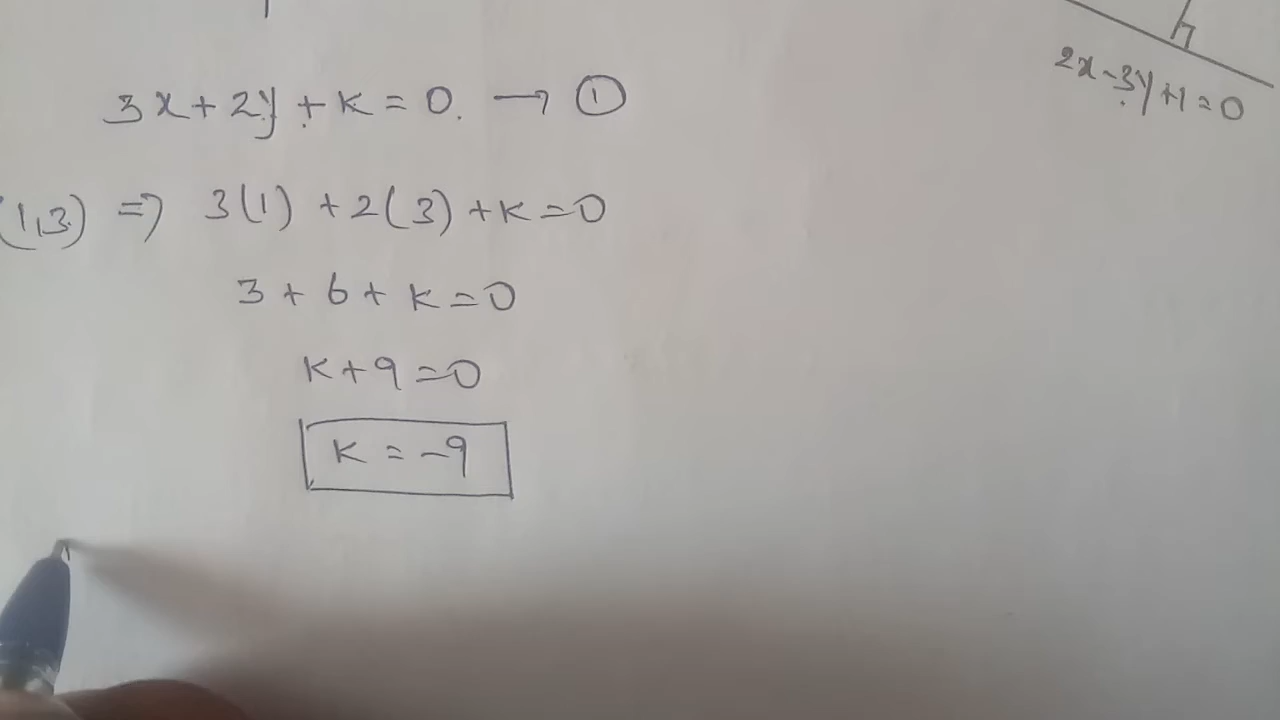 3x+2y+k=0. → ①
2x-3y+1=0
(1,3) ⇒ 3(1)+2(3)+k=0
3+6+k=0
k+9=0
k=-9